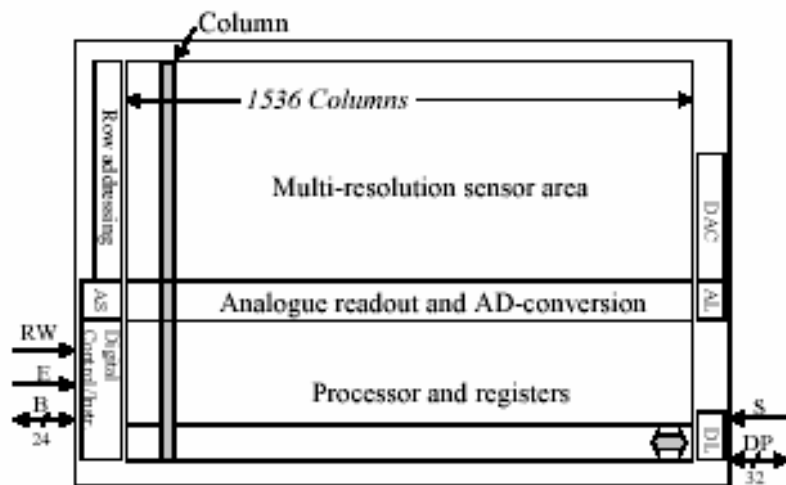 Column
1536 Columns
Row addressing
Multi-resolution sensor area
DAC
AS
Analogue readout and AD-conversion
AL
RW
E
B
24
Digital
Control/Instr.
Processor and registers
S
DL
DP
32